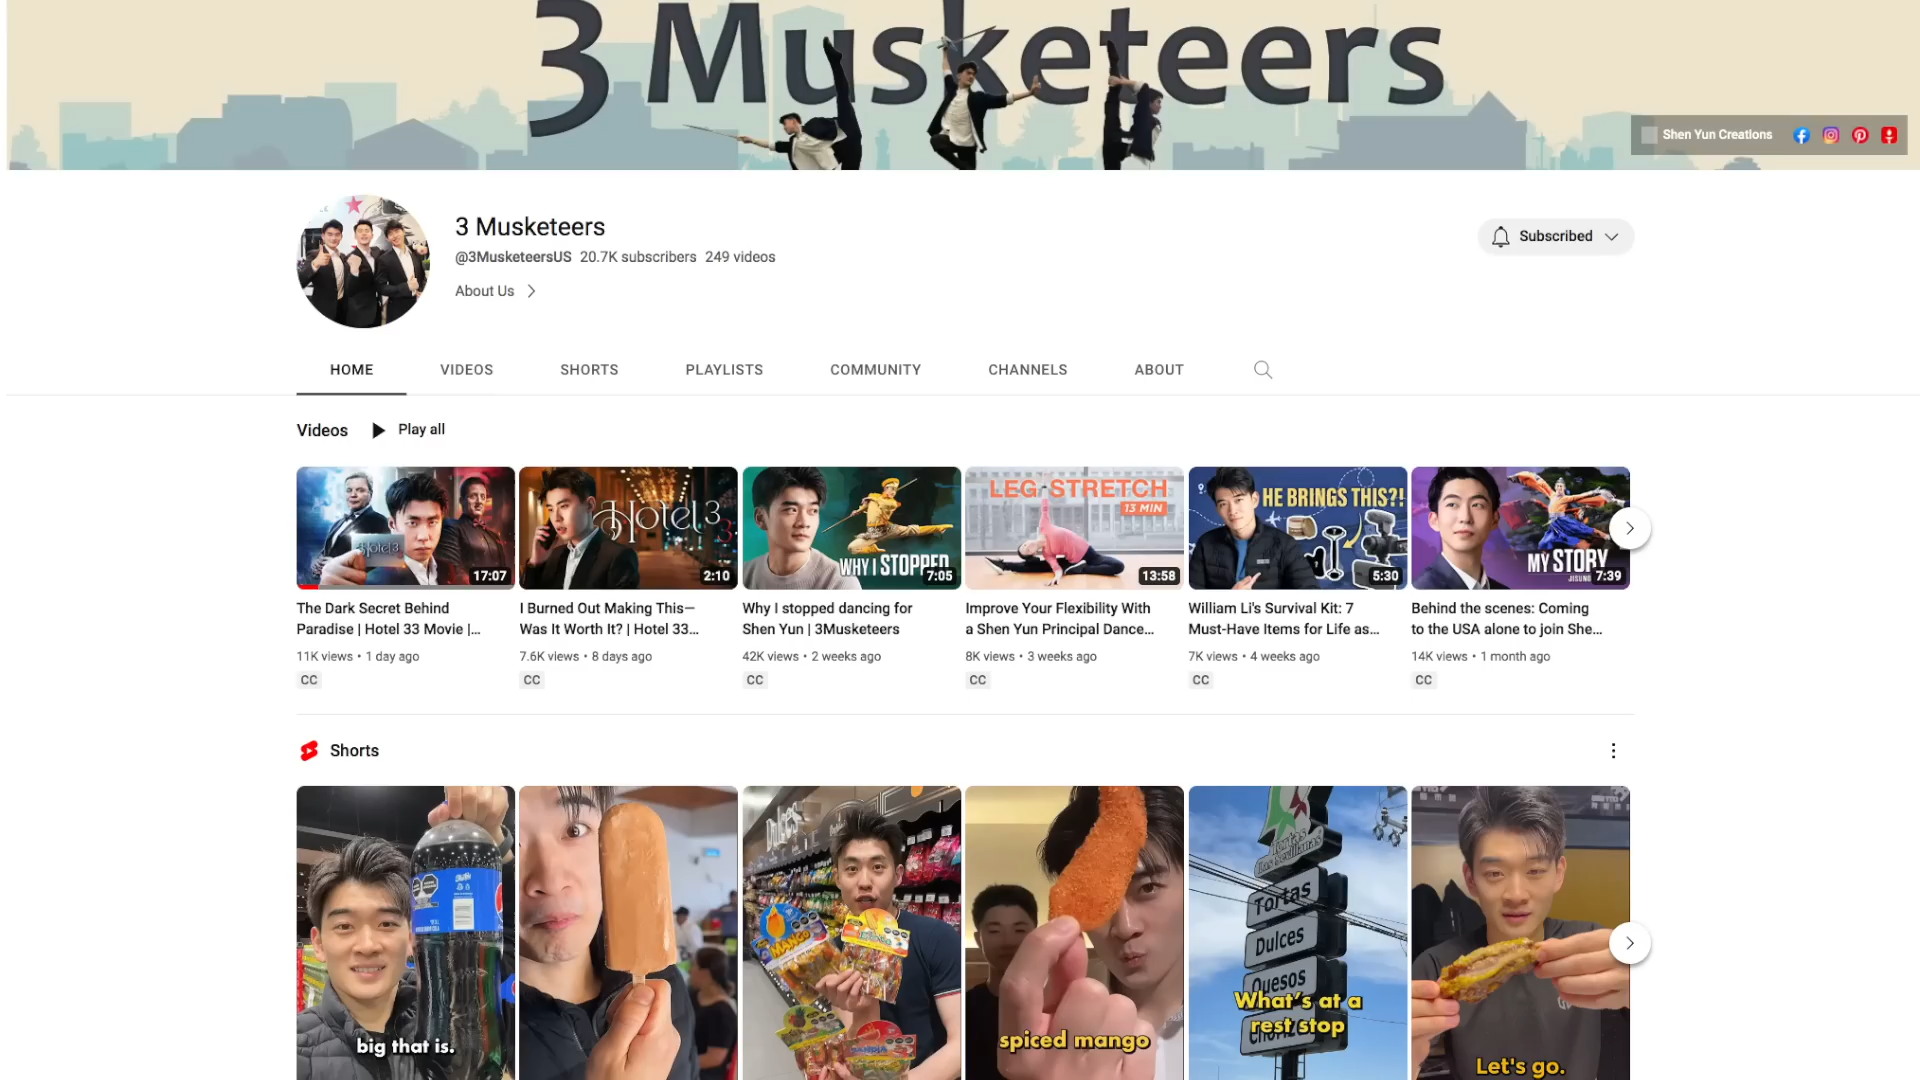 3 Musketeers
Shen Yun Creations
3 Musketeers
@3MusketeersUS 20.7K subscribers 249 videos
About Us
Subscribed
HOME VIDEOS SHORTS PLAYLISTS COMMUNITY CHANNELS ABOUT
Videos Play all
Hotel3
17:07
Hotel.3
2:10
WHY I STOPPED
7:05
LEG STRETCH
13 MIN
13:58
HE BRINGS THIS?!
5:30
MY STORY
7:39
The Dark Secret Behind
Paradise | Hotel 33 Movie |...
11K views • 1 day ago
CC
I Burned Out Making This—
Was It Worth It? | Hotel 33...
7.6K views • 8 days ago
CC
Why I stopped dancing for
Shen Yun | 3Musketeers
42K views • 2 weeks ago
CC
Improve Your Flexibility With
a Shen Yun Principal Dance...
8K views • 3 weeks ago
CC
William Li's Survival Kit: 7
Must-Have Items for Life as...
7K views • 4 weeks ago
CC
Behind the scenes: Coming
to the USA alone to join She...
14K views • 1 month ago
CC
Shorts
big that is.
Dulces
MANGO
spiced mango
Tortas
Dulces
Quesos
What's at a
rest stop
Let's go.